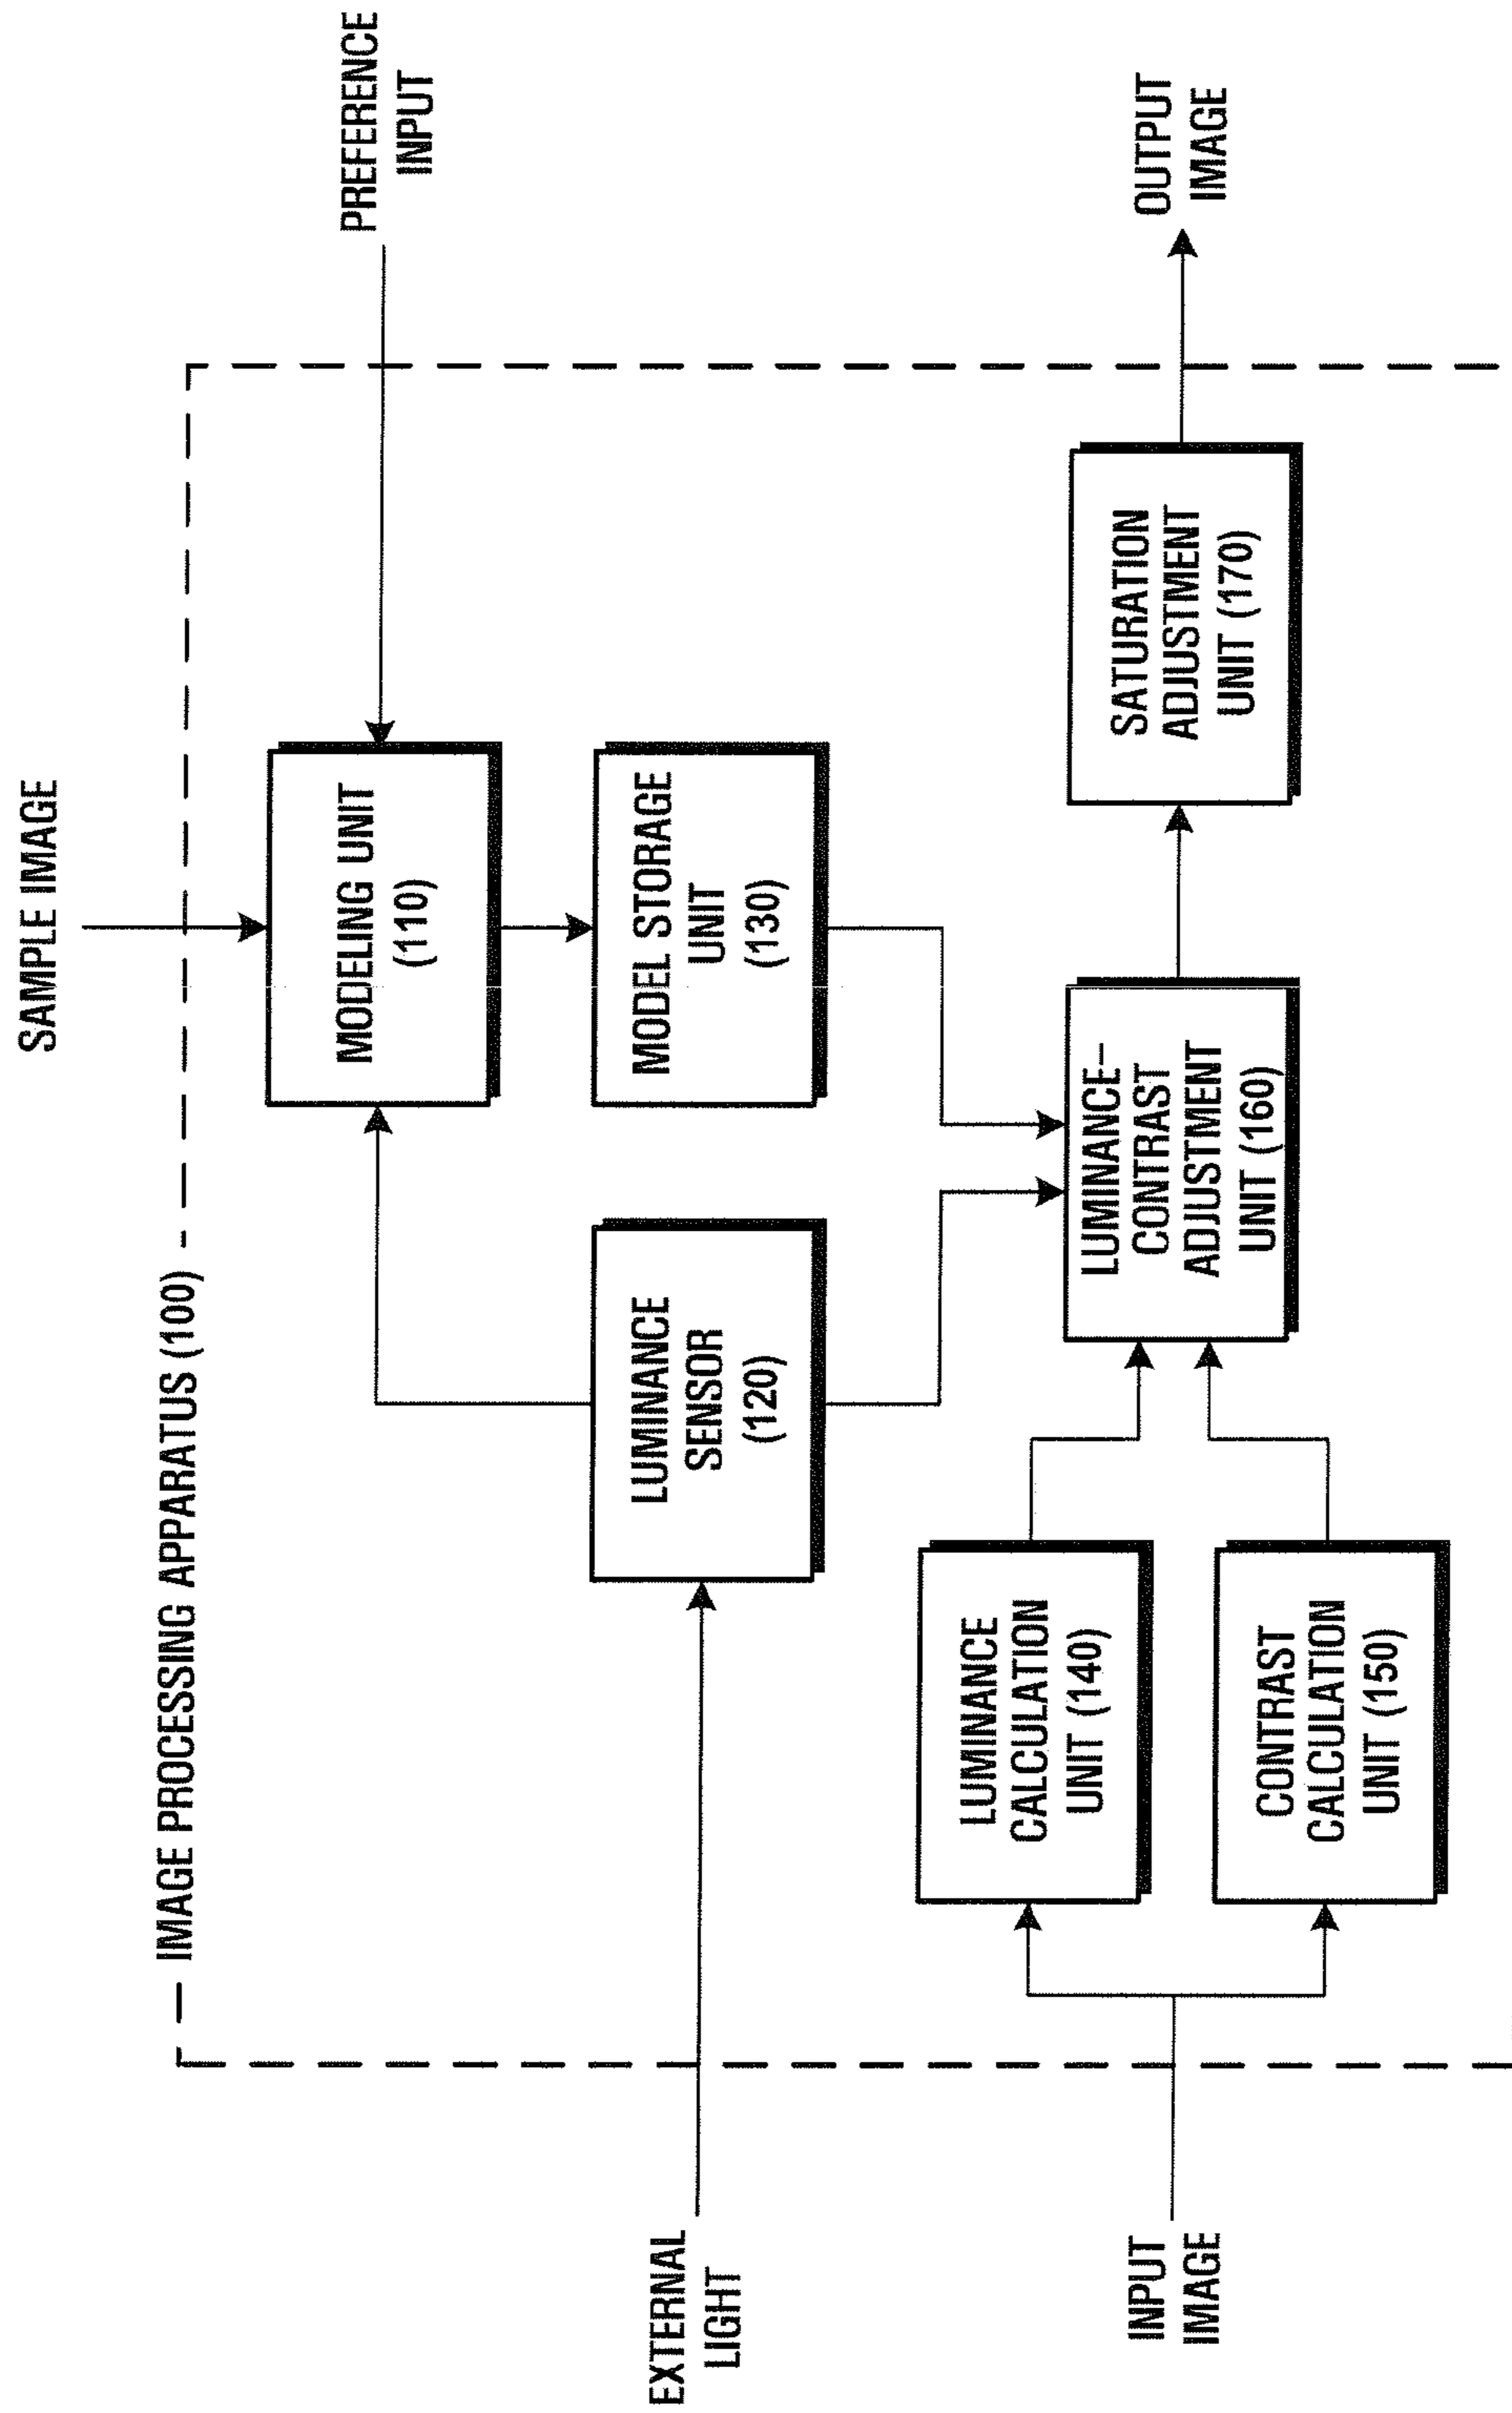 SAMPLE IMAGE
IMAGE PROCESSING APPARATUS (100)
PREFERENCE
INPUT
MODELING UNIT
(110)
EXTERNAL
LIGHT
LUMINANCE
SENSOR
(120)
MODEL STORAGE
UNIT
(130)
INPUT
IMAGE
LUMINANCE
CALCULATION
UNIT (140)
CONTRAST
CALCULATION
UNIT (150)
LUMINANCE–
CONTRAST
ADJUSTMENT
UNIT (160)
SATURATION
ADJUSTMENT
UNIT (170)
OUTPUT
IMAGE